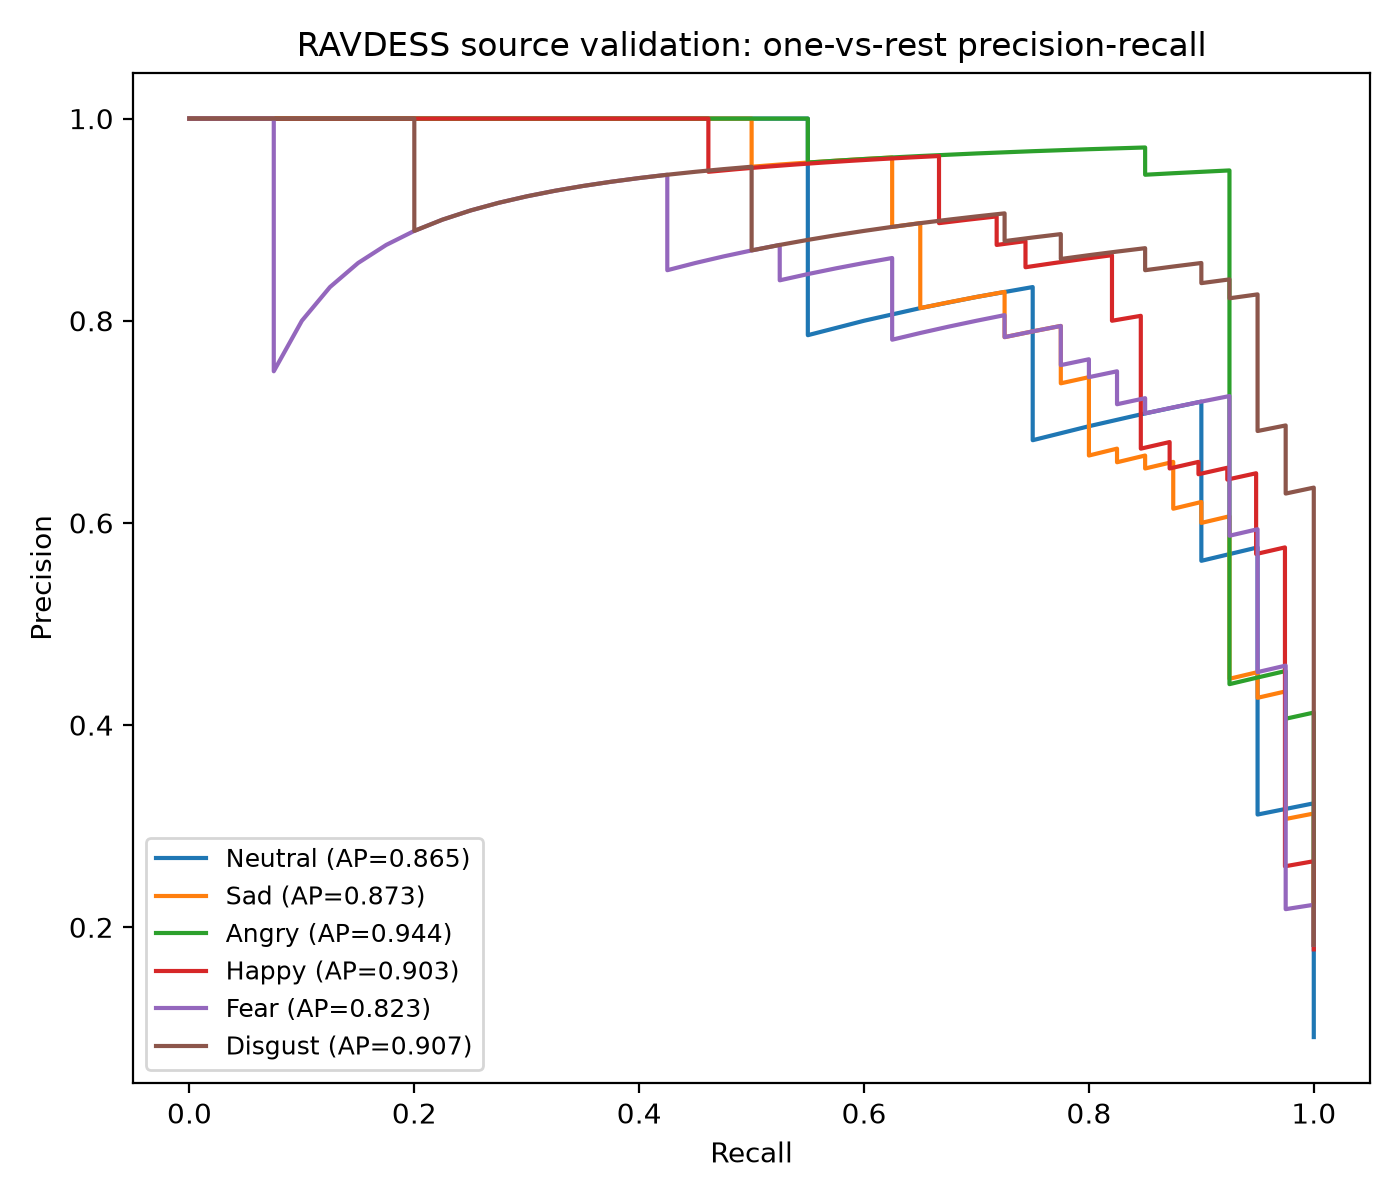 RAVDESS source validation: one-vs-rest precision-recall
1.0
0.8
0.6
0.4
0.2
Precision
Neutral (AP=0.865)
Sad (AP=0.873)
Angry (AP=0.944)
Happy (AP=0.903)
Fear (AP=0.823)
Disgust (AP=0.907)
0.0 0.2 0.4 0.6 0.8 1.0
Recall